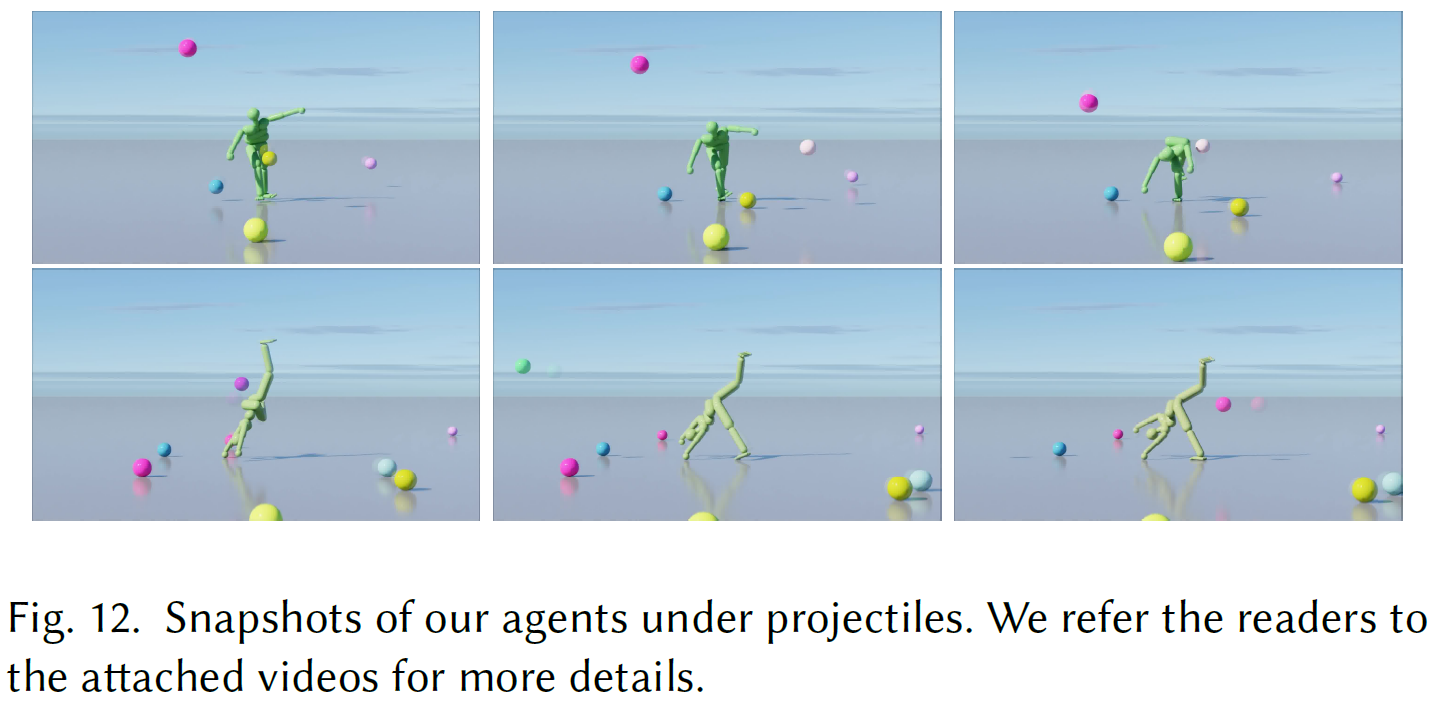 Fig. 12. Snapshots of our agents under projectiles. We refer the readers to
the attached videos for more details.